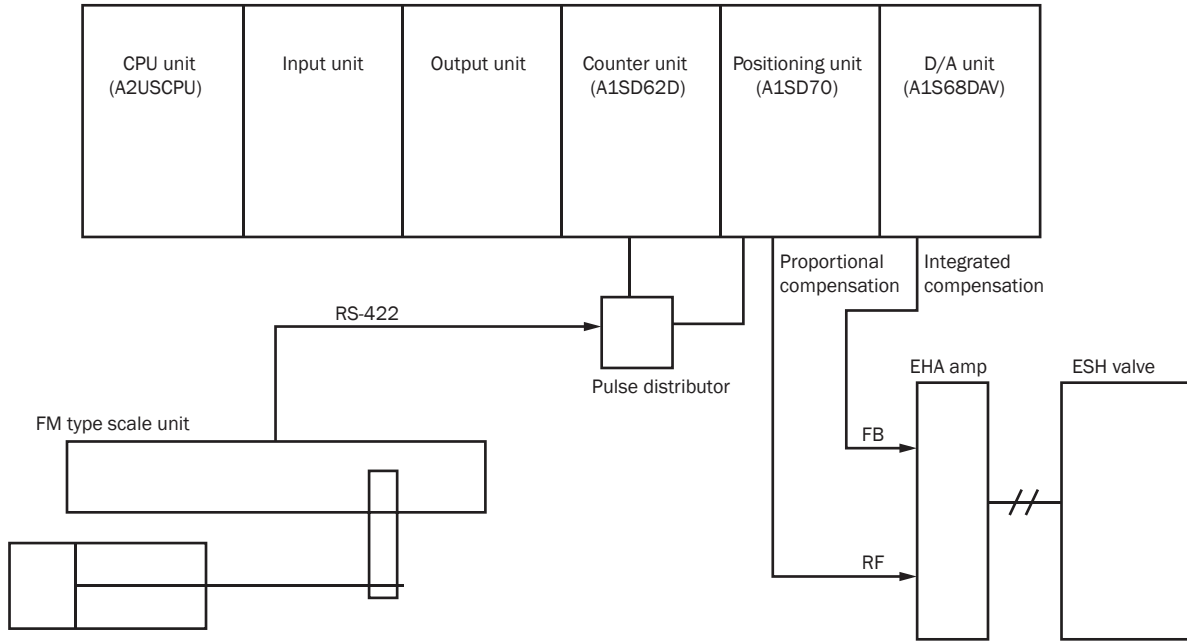 CPU unit
(A2USCPU)
Input unit
Output unit
Counter unit
(A1SD62D)
Positioning unit
(A1SD70)
D/A unit
(A1S68DAV)
Proportional
compensation
Integrated
compensation
RS-422
Pulse distributor
EHA amp
ESH valve
FM type scale unit
FB
RF